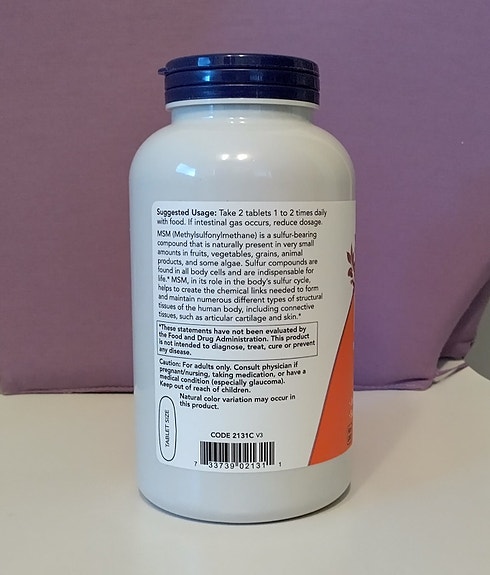 Suggested Usage: Take 2 tablets 1 to 2 times daily
with food. If intestinal gas occurs, reduce dosage.
MSM (Methylsulfonylmethane) is a sulfur-bearing
compound that is naturally present in very small
amounts in fruits, vegetables, grains, animal
products, and some algae. Sulfur compounds are
found in all body cells and are indispensable for
life.* MSM, in its role in the body's sulfur cycle,
helps to create the chemical links needed to form
and maintain numerous different types of structural
tissues of the human body, including connective
tissues, such as articular cartilage and skin.*
*These statements have not been evaluated by
the Food and Drug Administration. This product
is not intended to diagnose, treat, cure or prevent
any disease.
Caution: For adults only. Consult physician if
pregnant/nursing, taking medication, or have a
medical condition (especially glaucoma).
Keep out of reach of children.
Natural color variation may occur in
this product.
TABLET SIZE
CODE 2131C V3
7 33739 02131 1